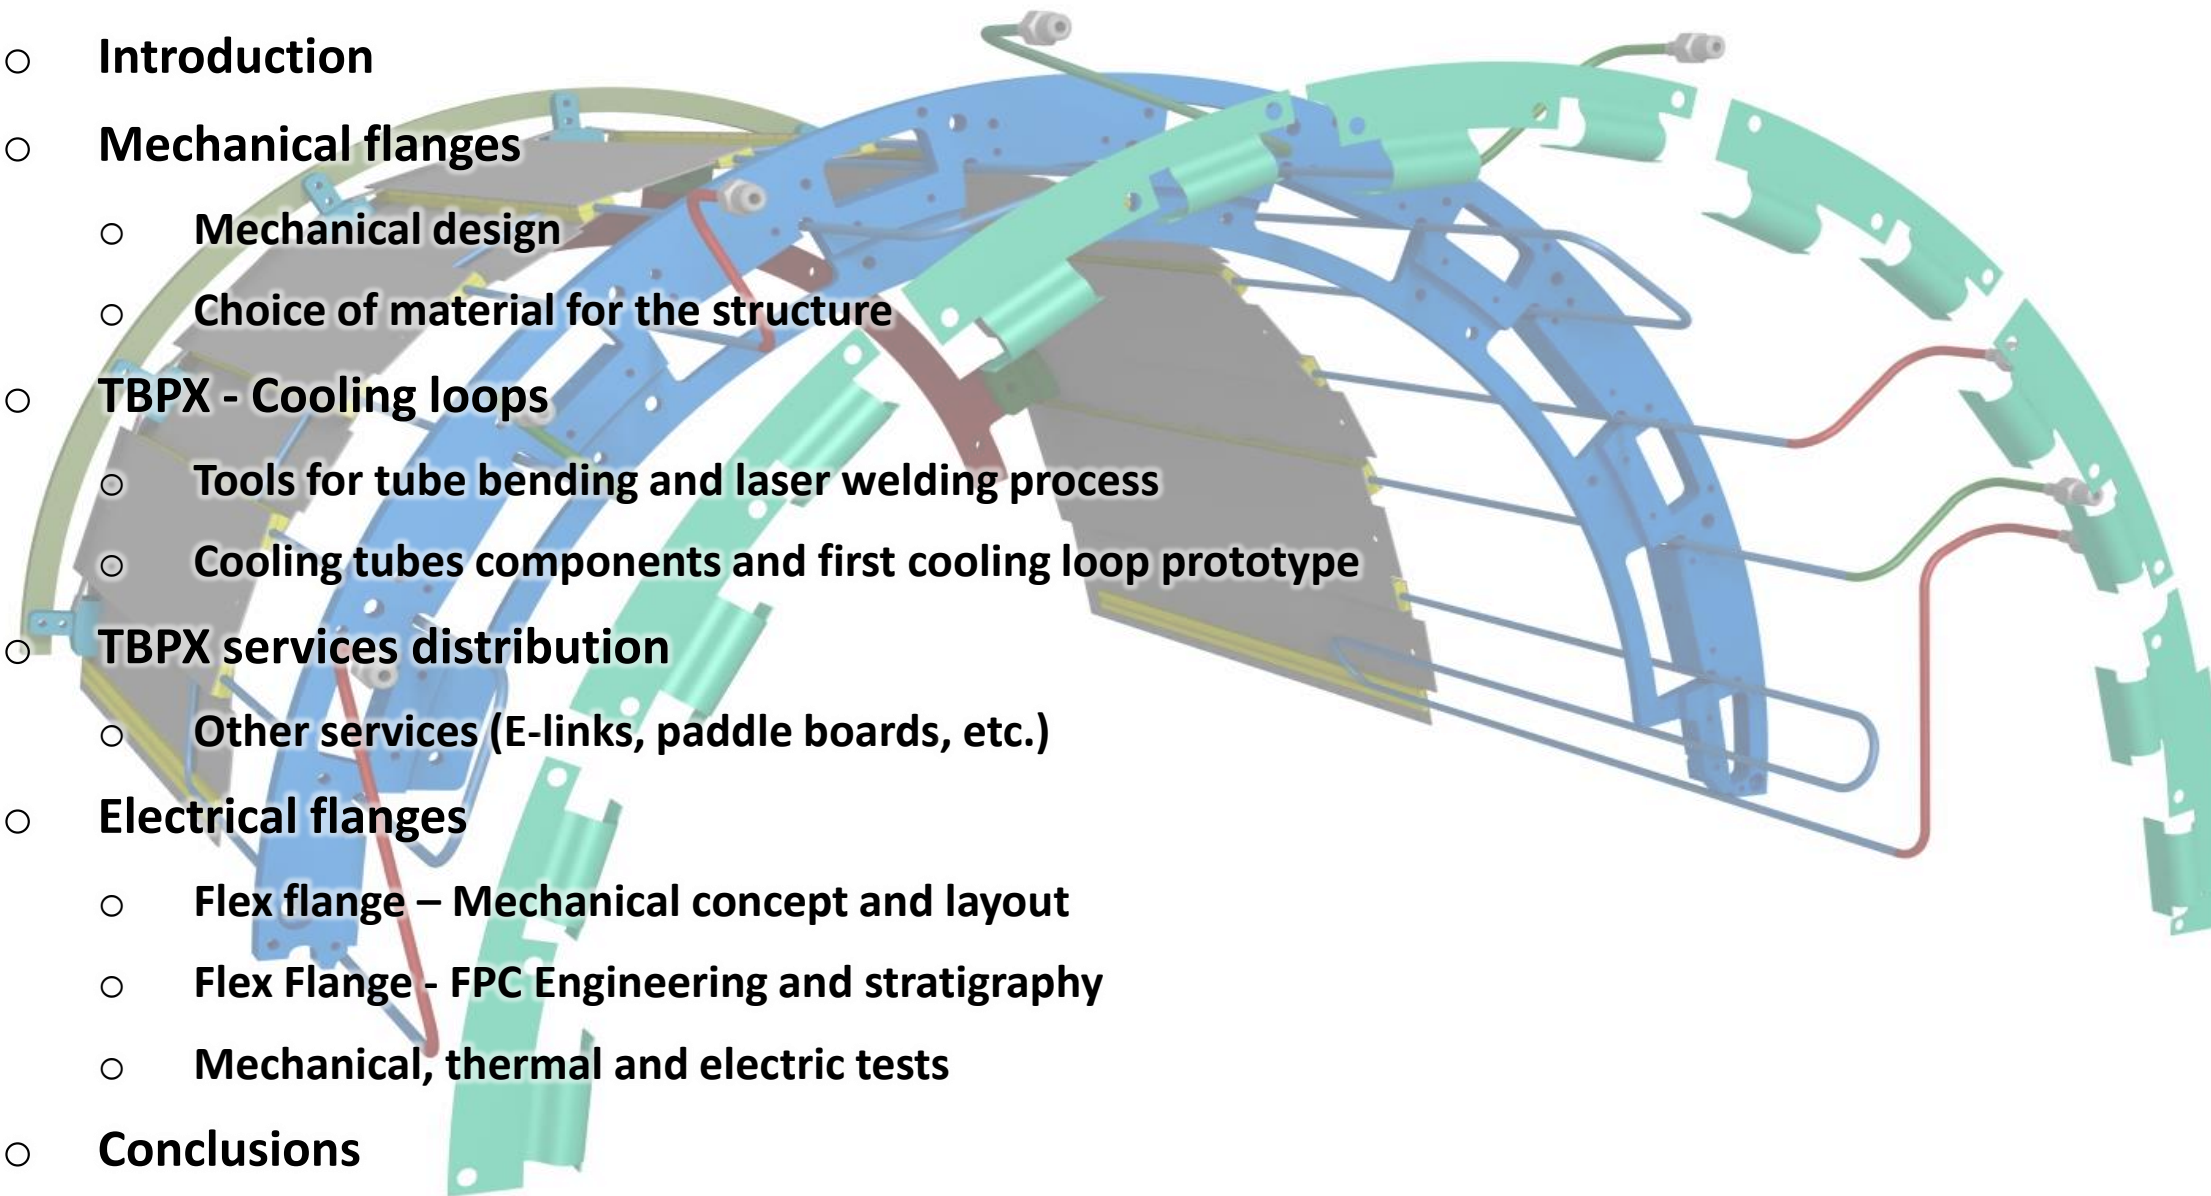 Introduction
Mechanical flanges
Mechanical design
Choice of material for the structure
TBPX - Cooling loops
Tools for tube bending and laser welding process
Cooling tubes components and first cooling loop prototype
TBPX services distribution
Other services (E-links, paddle boards, etc.)
Electrical flanges
Flex flange – Mechanical concept and layout
Flex Flange - FPC Engineering and stratigraphy
Mechanical, thermal and electric tests
Conclusions